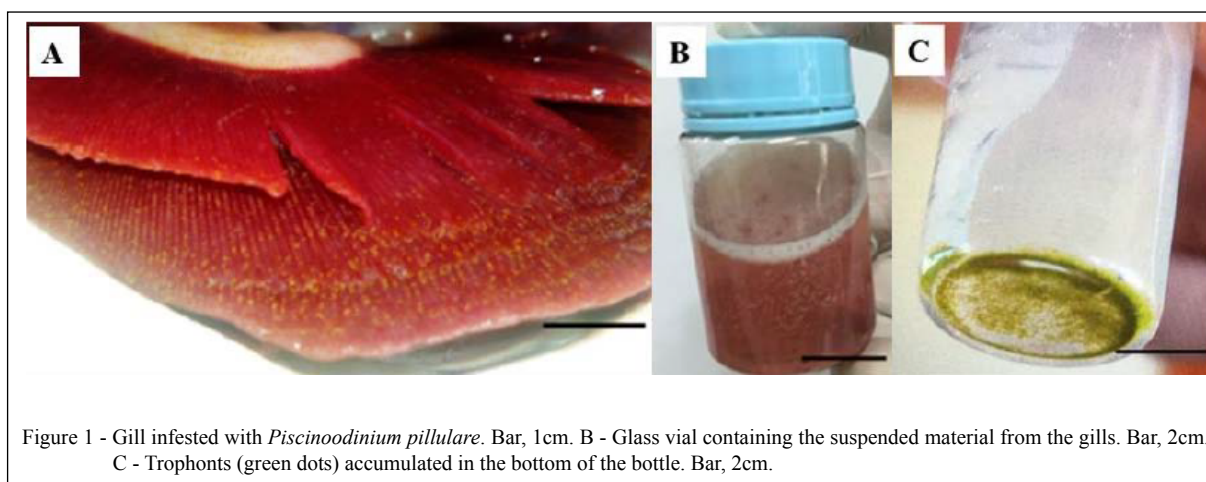 A
B
C
Figure 1 - Gill infested with Piscinoodinium pillulare. Bar, 1cm. B - Glass vial containing the suspended material from the gills. Bar, 2cm.
C - Trophonts (green dots) accumulated in the bottom of the bottle. Bar, 2cm.